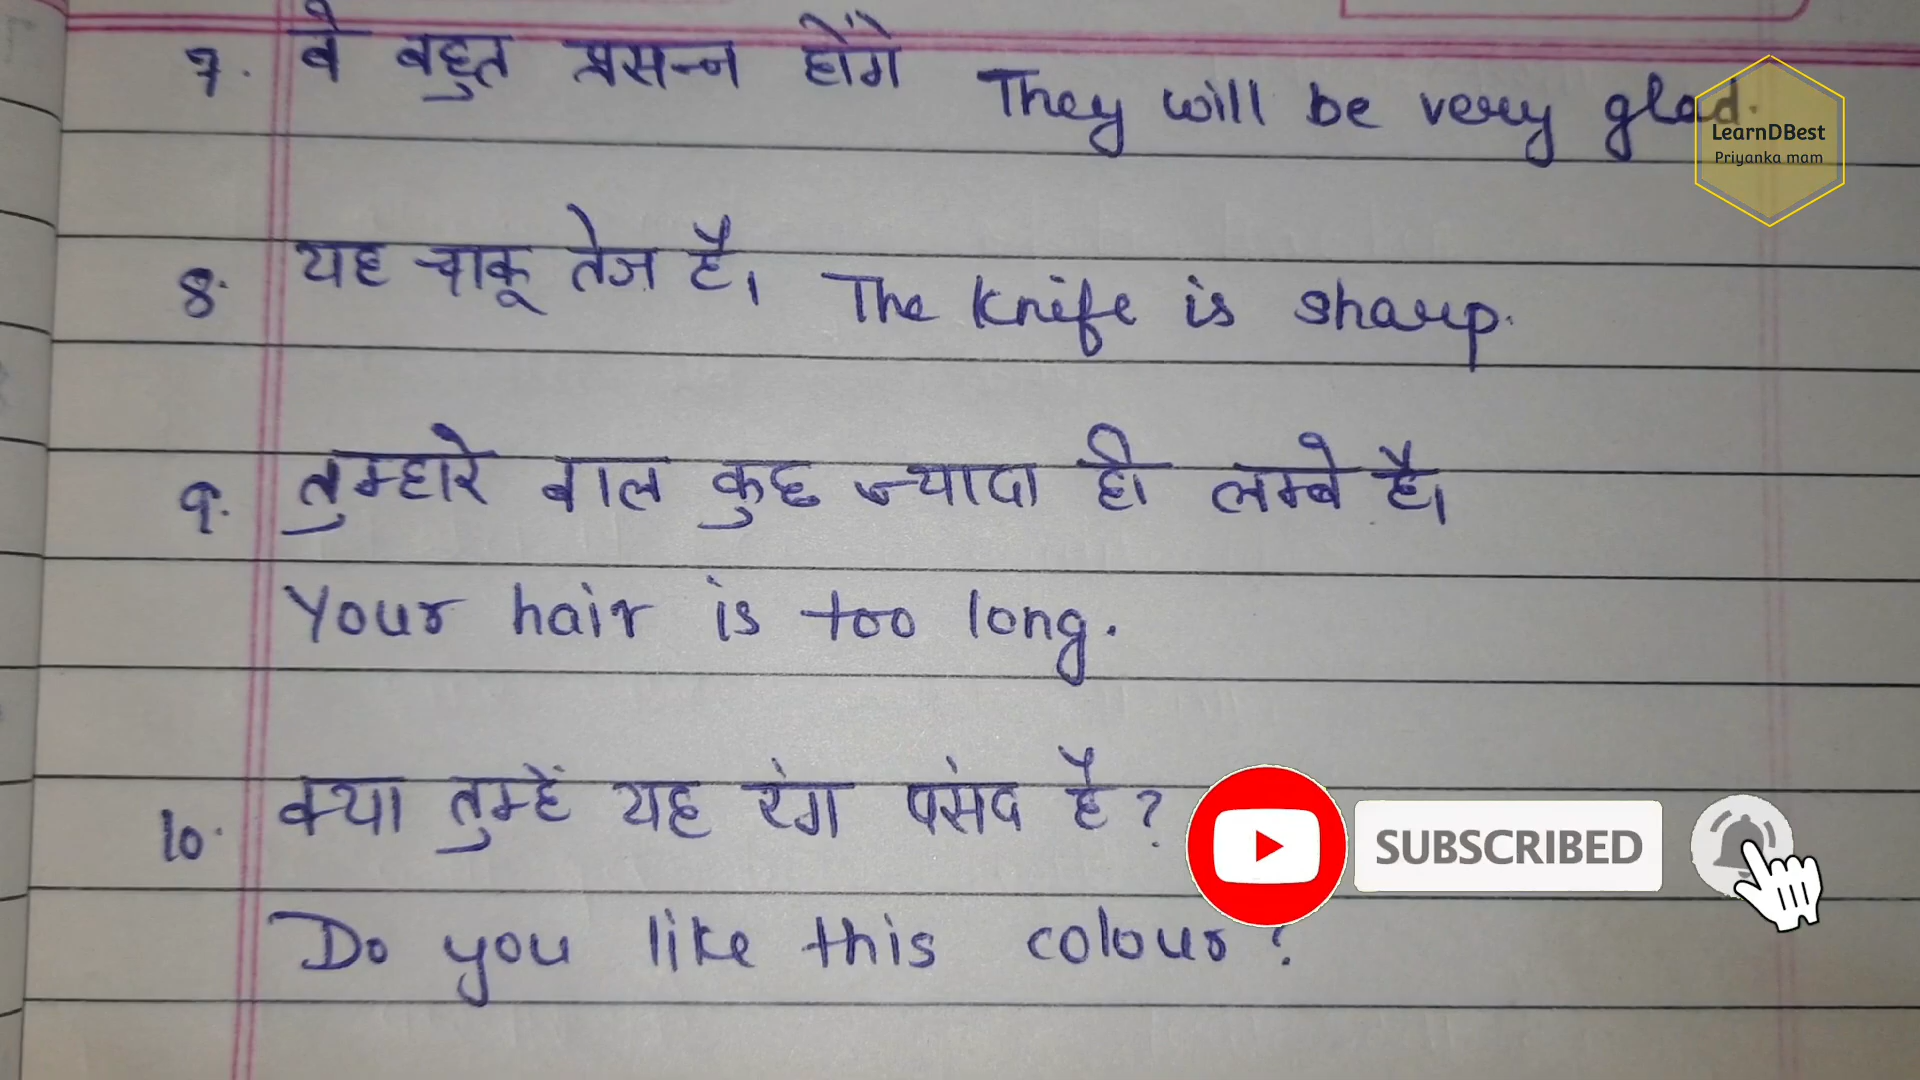 7. वे बहुत प्रसन्न होंगे They will be very glad.
LearnDBest
Priyanka mam
8. यह चाकू तेज है। The knife is sharp.
9. तुम्हारे बाल कुछ ज्यादा ही लम्बे है।
Your hair is too long.
10. क्या तुम्हें यह रंग पसंद है?
SUBSCRIBED
Do you like this colour?